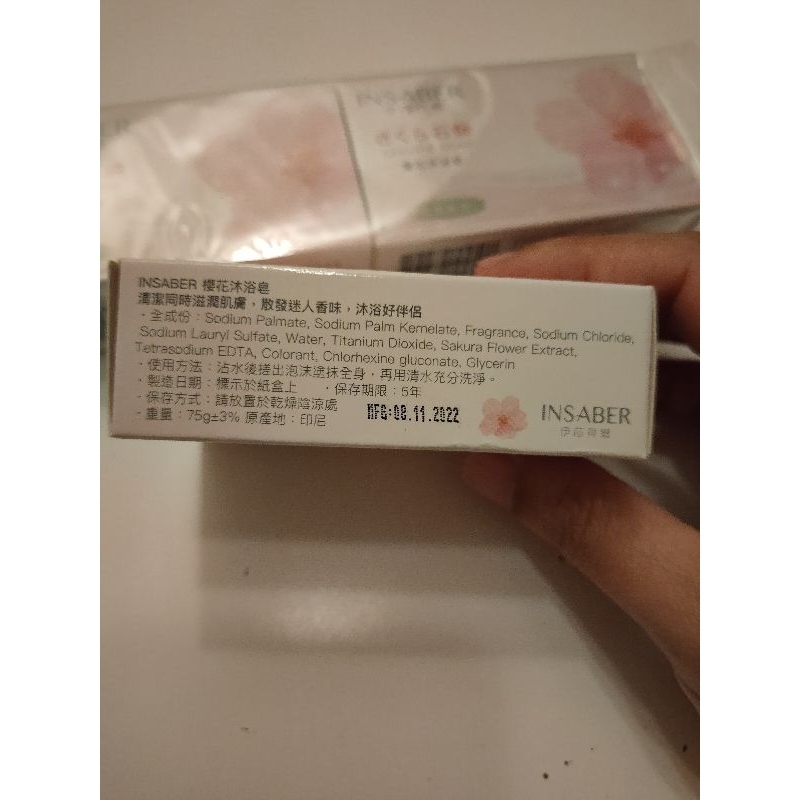 INSABER
INSABER 櫻花沐浴皂
清潔同時滋潤肌膚，散發迷人香味，沐浴好伴侶
·全成份：Sodium Palmate, Sodium Palm Kernelate, Fragrance, Sodium Chloride,
Sodium Lauryl Sulfate, Water, Titanium Dioxide, Sakura Flower Extract,
Tetrasodium EDTA, Colorant, Chlorhexine gluconate, Glycerin
·使用方法：沾水後搓出泡沫塗抹全身，再用清水充分洗淨。
·製造日期：標示於紙盒上 ·保存期限：5年
·保存方式：請放置於乾燥陰涼處
·重量：75g±3% 原產地：印尼
MFG:08.11.2022
INSABER